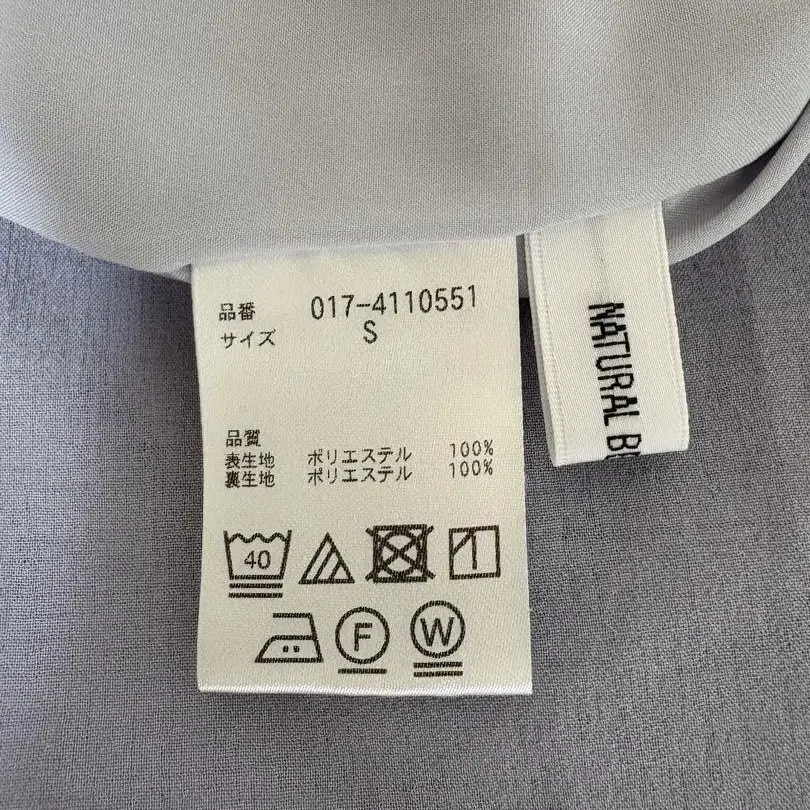 品番 017-4110551
サイズ S
品質
表生地 ポリエステル 100%
裏生地 ポリエステル 100%
40
F
W
NATURAL